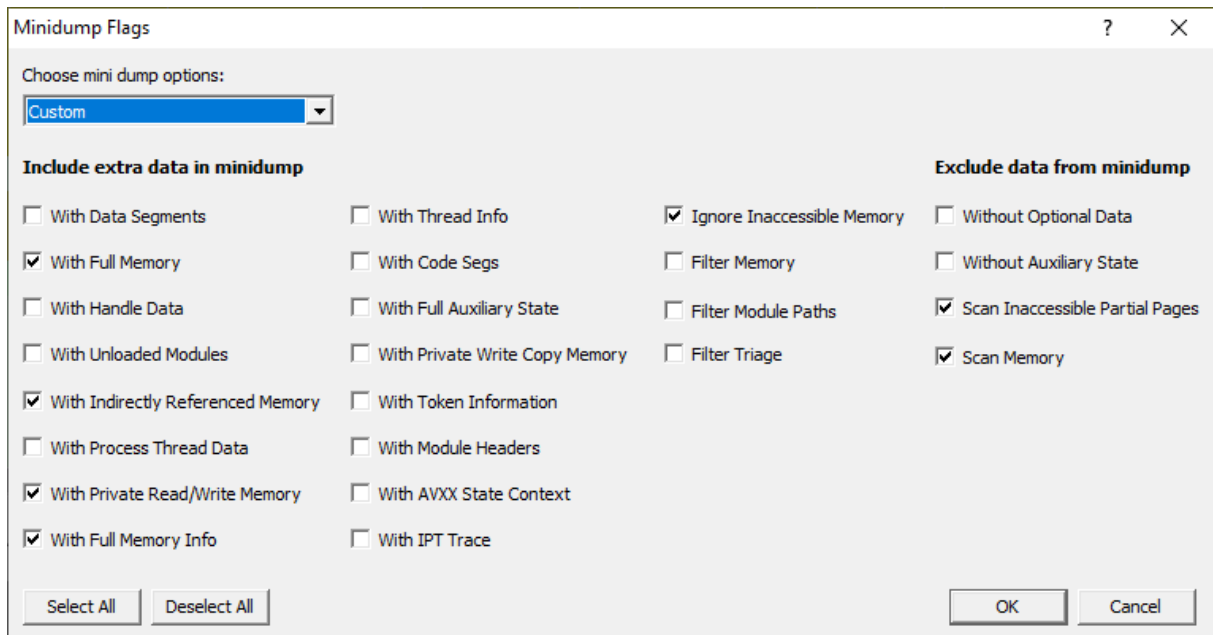 Minidump Flags
?
Choose mini dump options:
Custom
Include extra data in minidump
Exclude data from minidump
With Data Segments
With Thread Info
Ignore Inaccessible Memory
Without Optional Data
With Full Memory
With Code Segs
Filter Memory
Without Auxiliary State
With Handle Data
With Full Auxiliary State
Filter Module Paths
Scan Inaccessible Partial Pages
With Unloaded Modules
With Private Write Copy Memory
Filter Triage
Scan Memory
With Indirectly Referenced Memory
With Token Information
With Process Thread Data
With Module Headers
With Private Read/Write Memory
With AVXX State Context
With Full Memory Info
With IPT Trace
Select All
Deselect All
OK
Cancel